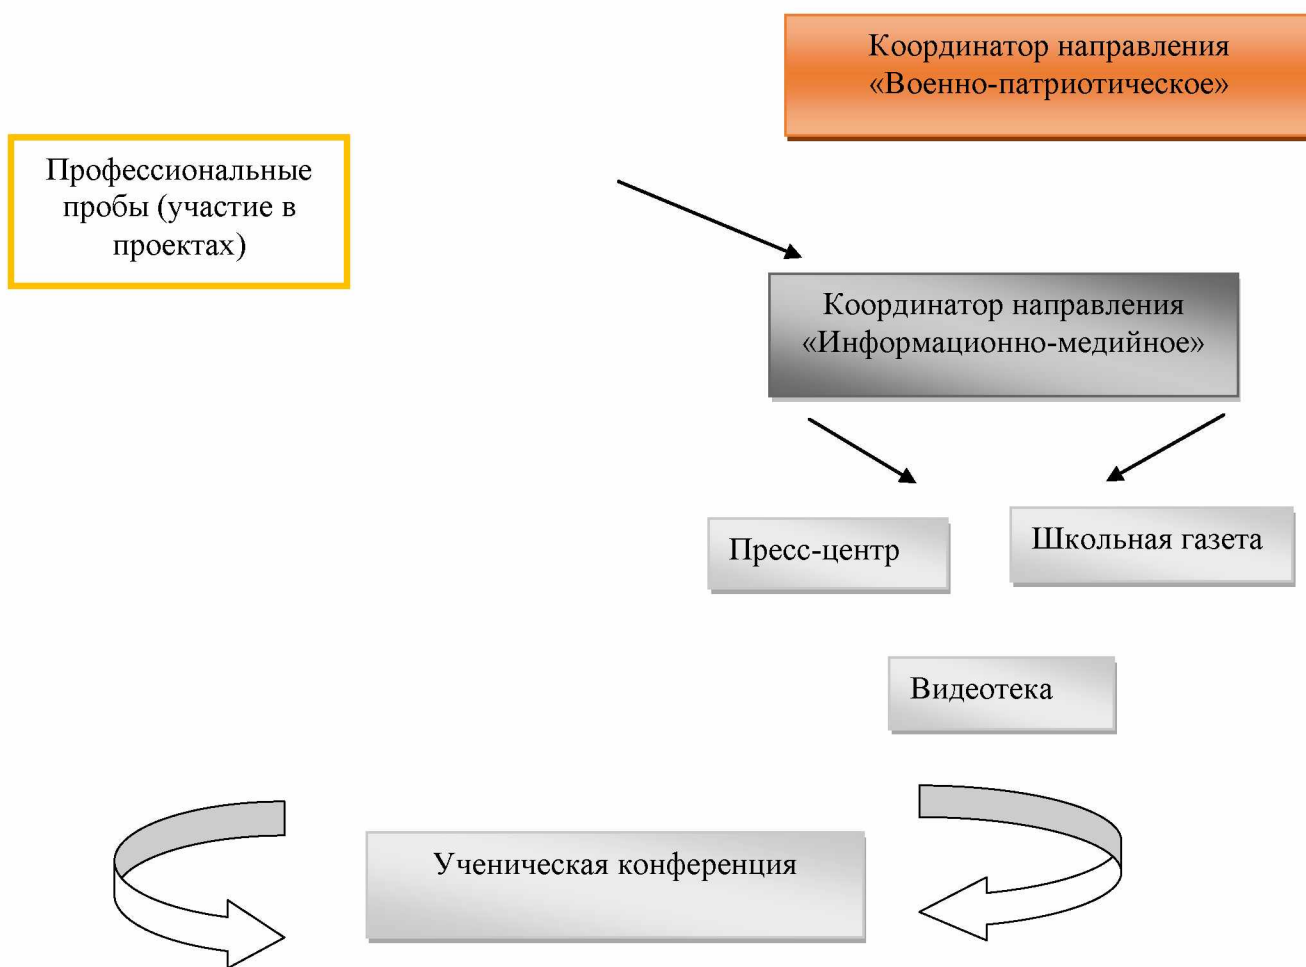 Координатор направления
«Военно-патриотическое»
Профессиональные
пробы (участие в
проектах)
Координатор направления
«Информационно-медийное»
Пресс-центр
Школьная газета
Видеотека
Ученическая конференция